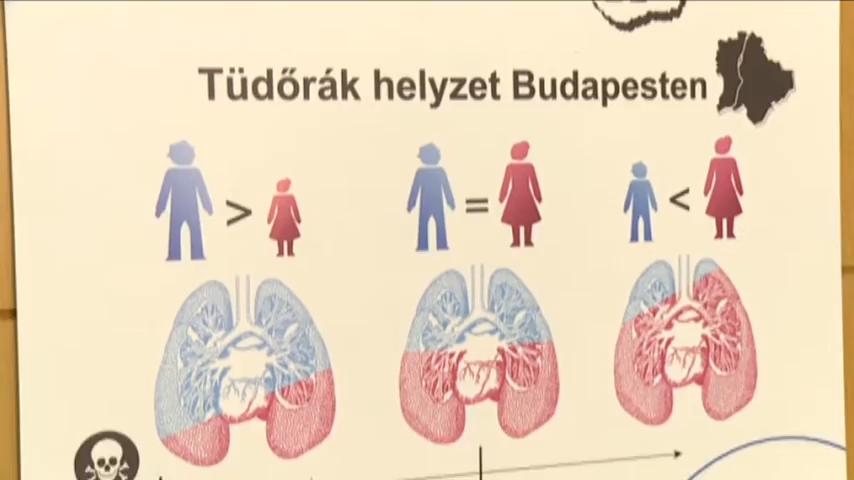 Tüdőrák helyzet Budapesten
> = <